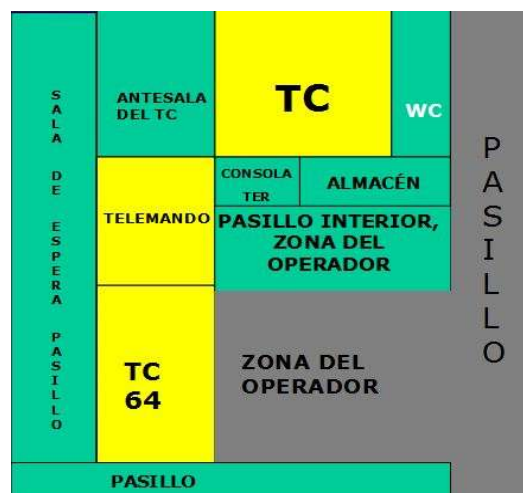 SALA DE ESPERA PASILLO
ANTESALA
DEL TC
TC
WC
PASILLO
CONSOLA
TER
ALMACÉN
TELEMANDO
PASILLO INTERIOR,
ZONA DEL
OPERADOR
TC
64
ZONA DEL
OPERADOR
PASILLO